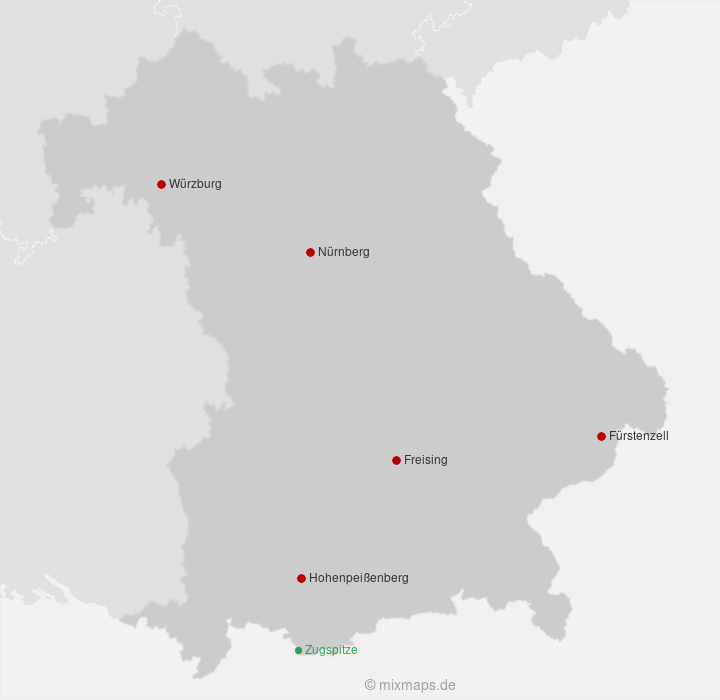 Würzburg
Nürnberg
Fürstenzell
Freising
Hohenpeißenberg
Zugspitze
© mixmaps.de